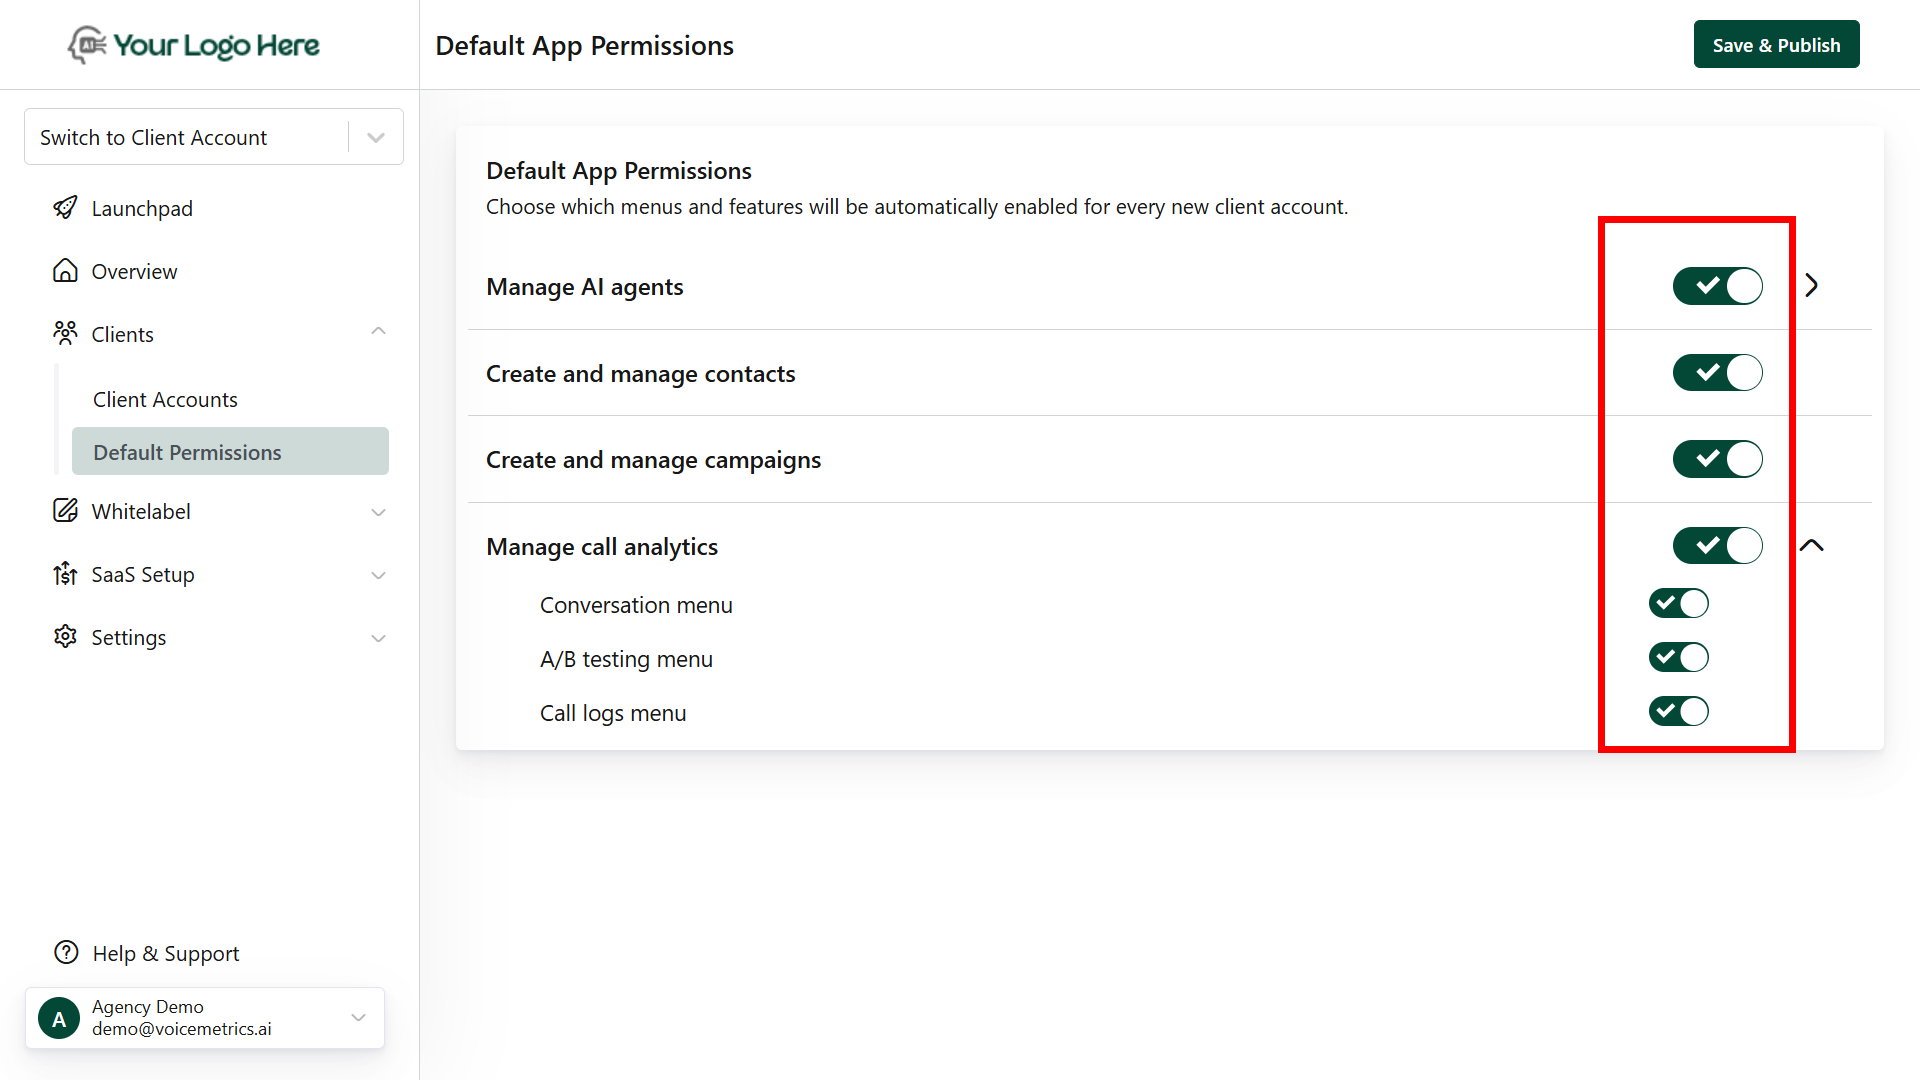 AI Your Logo Here
Default App Permissions
Save & Publish
Switch to Client Account
Launchpad
Overview
Clients
Client Accounts
Default Permissions
Whitelabel
SaaS Setup
Settings
Help & Support
A
Agency Demo
demo@voicemetrics.ai
Default App Permissions
Choose which menus and features will be automatically enabled for every new client account.
Manage AI agents
Create and manage contacts
Create and manage campaigns
Manage call analytics
Conversation menu
A/B testing menu
Call logs menu